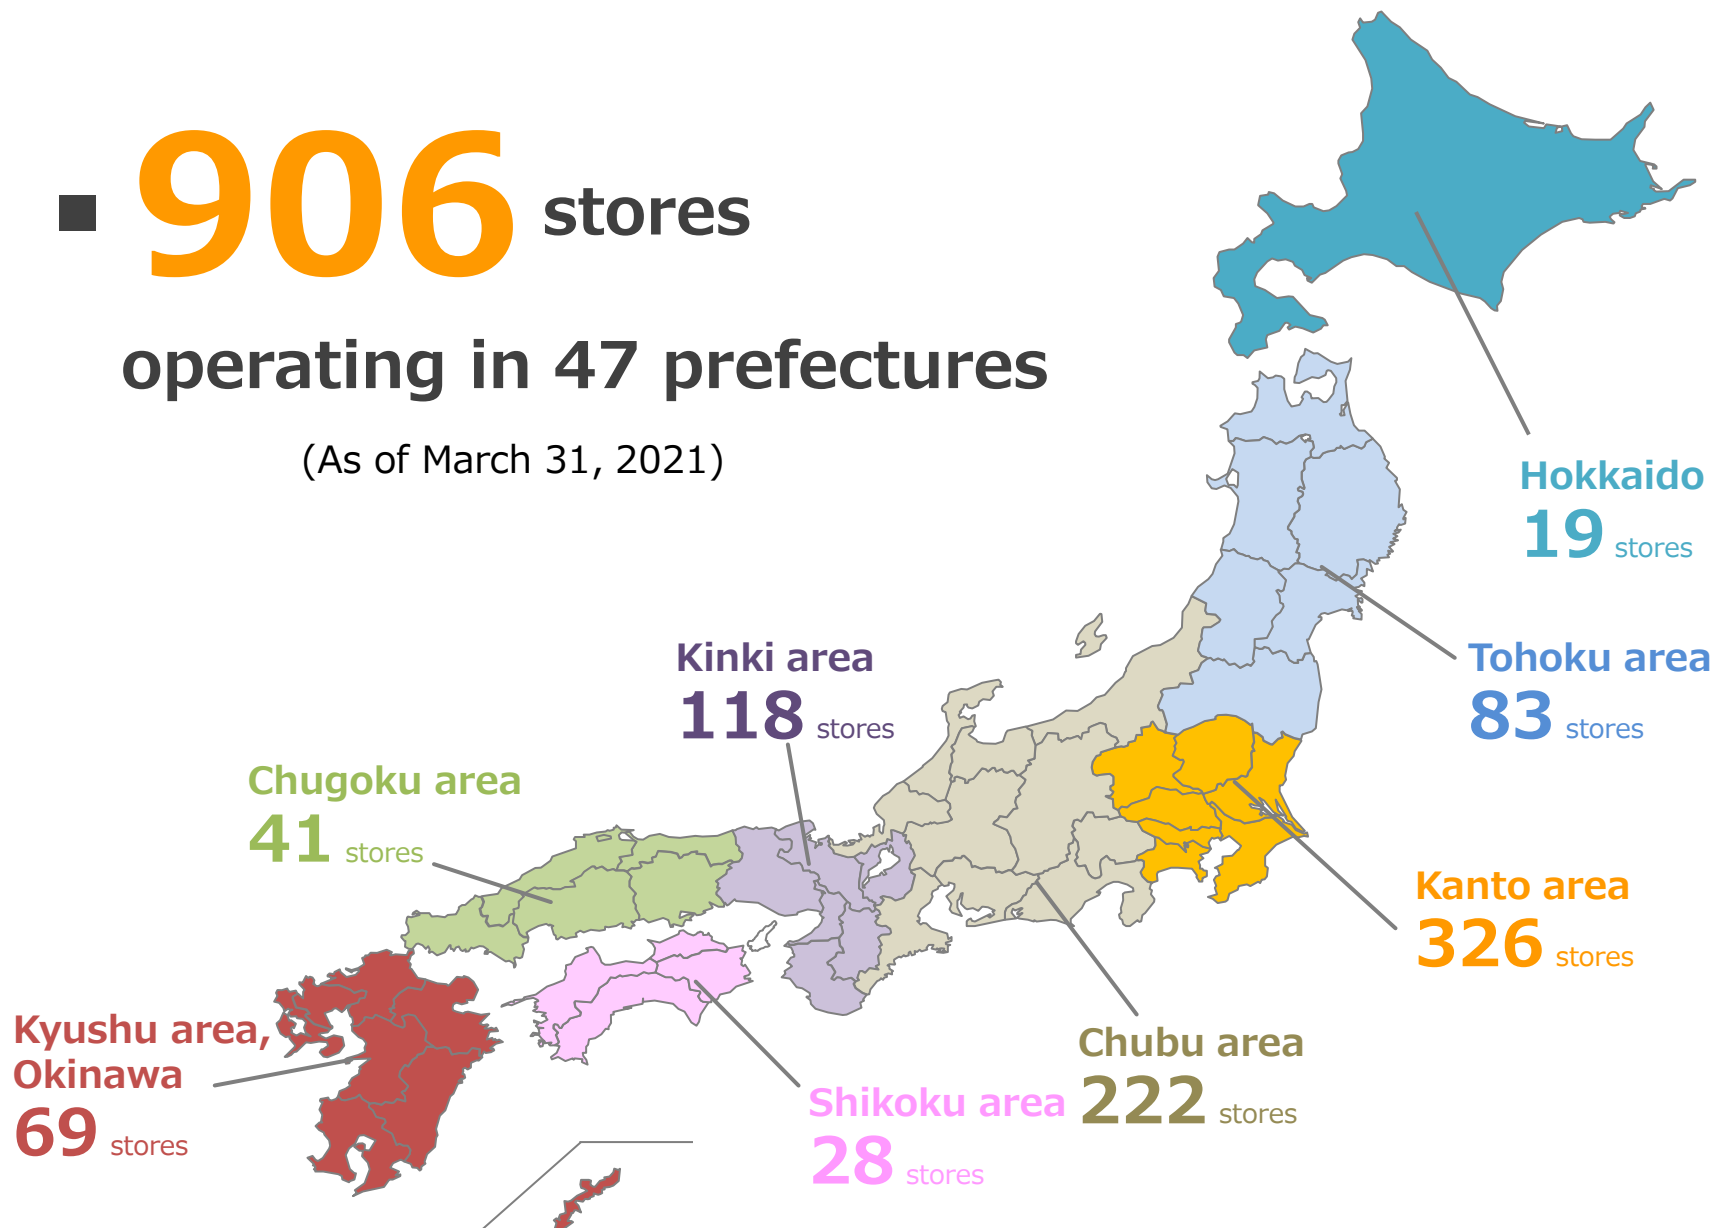 ▪ 906 stores
operating in 47 prefectures
(As of March 31, 2021)
Hokkaido
19 stores
Tohoku area
83 stores
Kinki area
118 stores
Chugoku area
41 stores
Kanto area
326 stores
Kyushu area,
Okinawa
69 stores
Chubu area
222 stores
Shikoku area
28 stores